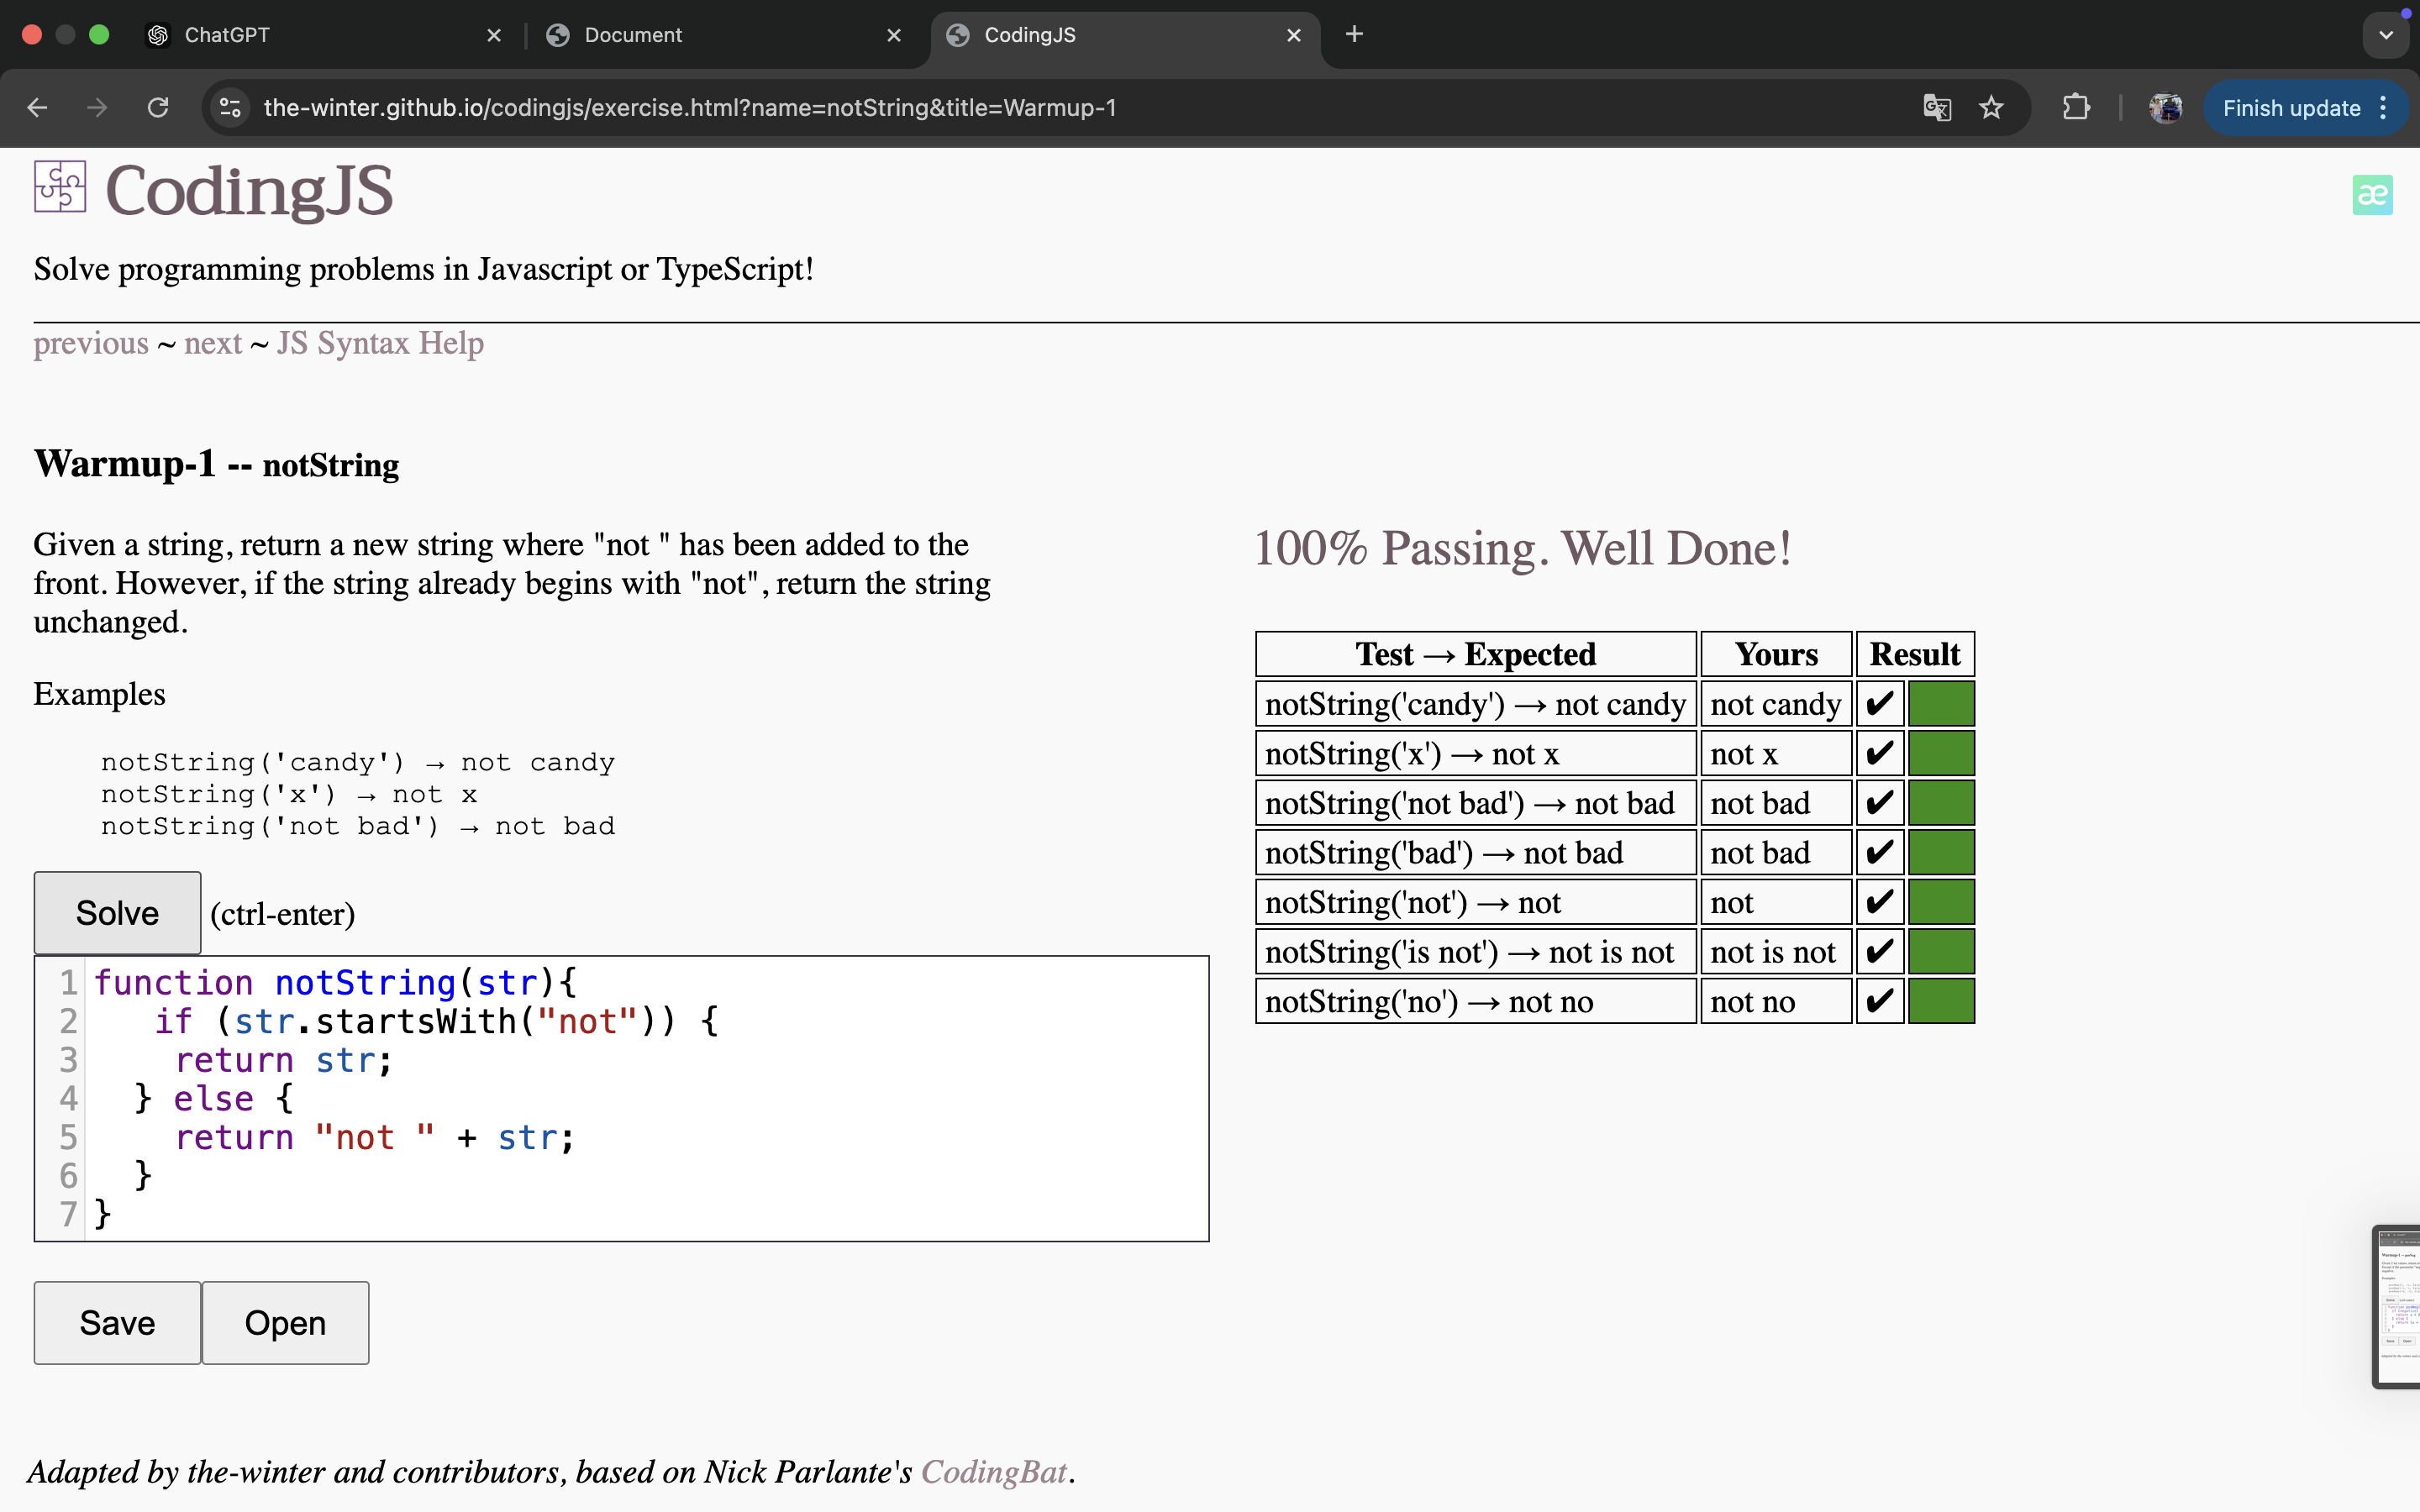 ChatGPT
Document
CodingJS
the-winter.github.io/codingjs/exercise.html?name=notString&title=Warmup-1
Finish update
CodingJS
æ
Solve programming problems in Javascript or TypeScript!
previous ~ next ~ JS Syntax Help
Warmup-1 -- notString
Given a string, return a new string where "not " has been added to the
front. However, if the string already begins with "not", return the string
unchanged.
Examples
notString('candy') → not candy
notString('x') → not x
notString('not bad') → not bad
Solve (ctrl-enter)
1 function notString(str){
2    if (str.startsWith("not")) {
3     return str;
4   } else {
5     return "not " + str;
6   }
7 }
Save Open
100% Passing. Well Done!
Test → Expected Yours Result
notString('candy') → not candy not candy ✔
notString('x') → not x not x ✔
notString('not bad') → not bad not bad ✔
notString('bad') → not bad not bad ✔
notString('not') → not not ✔
notString('is not') → not is not not is not ✔
notString('no') → not no not no ✔
Adapted by the-winter and contributors, based on Nick Parlante's CodingBat.